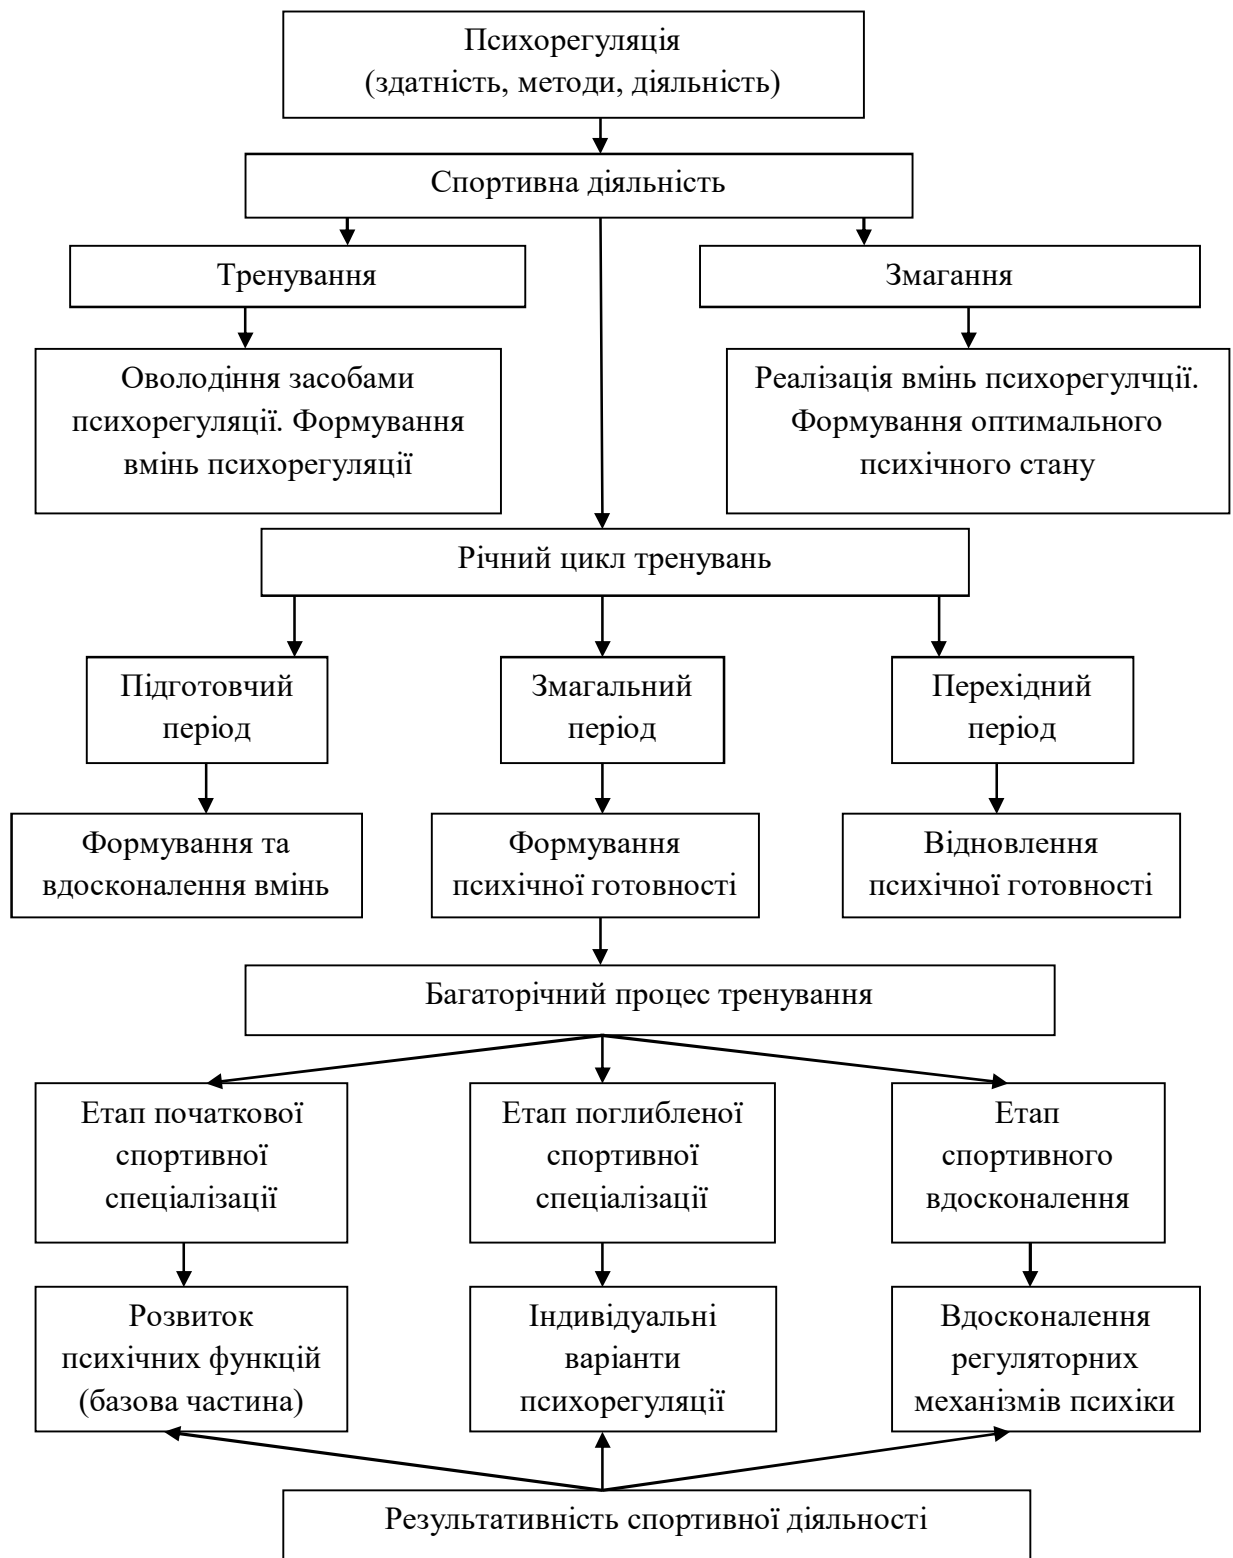 Психорегуляція
(здатність, методи, діяльність)
Спортивна діяльність
Тренування
Змагання
Оволодіння засобами
психорегуляції. Формування
вмінь психорегуляції
Реалізація вмінь психорегулчції.
Формування оптимального
психічного стану
Річний цикл тренувань
Підготовчий
період
Змагальний
період
Перехідний
період
Формування та
вдосконалення вмінь
Формування
психічної готовності
Відновлення
психічної готовності
Багаторічний процес тренування
Етап початкової
спортивної
спеціалізації
Етап поглибленої
спортивної
спеціалізації
Етап
спортивного
вдосконалення
Розвиток
психічних функцій
(базова частина)
Індивідуальні
варіанти
психорегуляції
Вдосконалення
регуляторних
механізмів психіки
Результативність спортивної діяльності